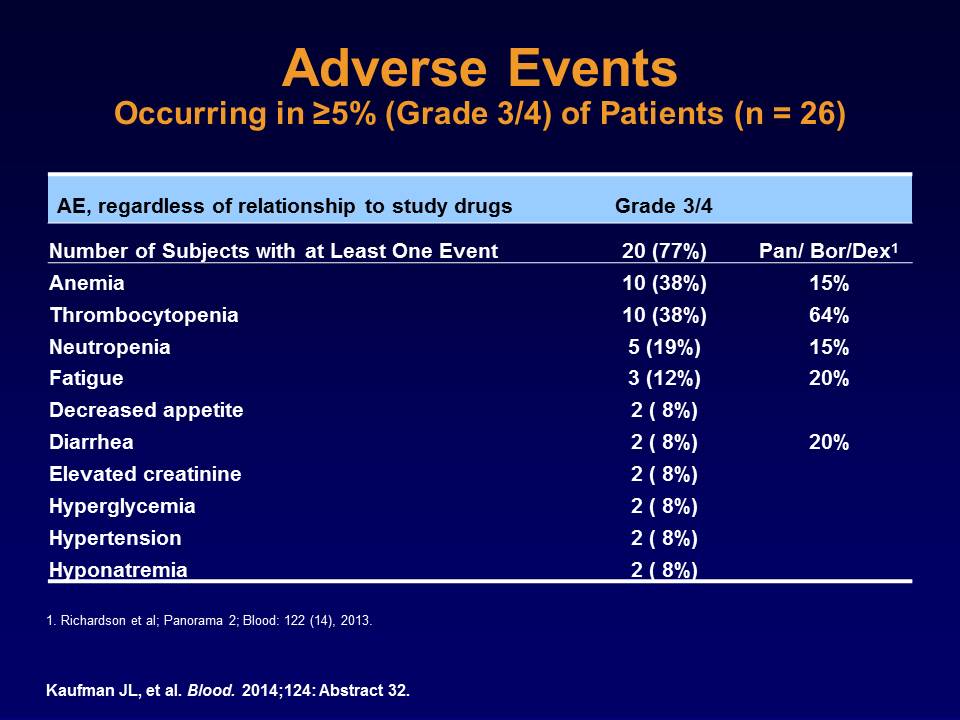 Adverse Events
Occurring in ≥5% (Grade 3/4) of Patients (n = 26)
AE, regardless of relationship to study drugs Grade 3/4
Number of Subjects with at Least One Event 20 (77%) Pan/ Bor/Dex¹
Anemia 10 (38%) 15%
Thrombocytopenia 10 (38%) 64%
Neutropenia 5 (19%) 15%
Fatigue 3 (12%) 20%
Decreased appetite 2 ( 8%)
Diarrhea 2 ( 8%) 20%
Elevated creatinine 2 ( 8%)
Hyperglycemia 2 ( 8%)
Hypertension 2 ( 8%)
Hyponatremia 2 ( 8%)
1. Richardson et al; Panorama 2; Blood: 122 (14), 2013.
Kaufman JL, et al. Blood. 2014;124: Abstract 32.